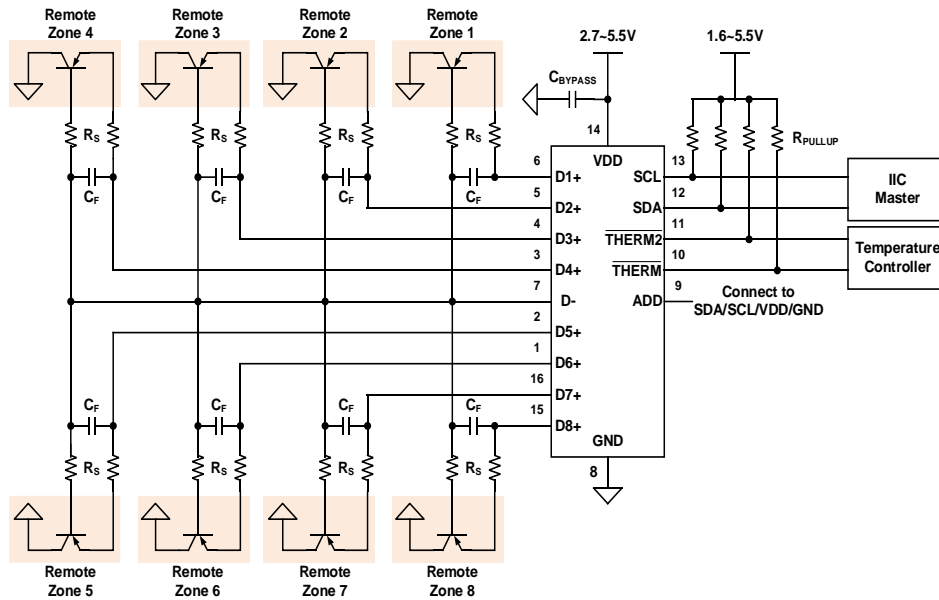 Remote
Zone 4
Remote
Zone 3
Remote
Zone 2
Remote
Zone 1
2.7~5.5V
1.6~5.5V
CBYPASS
RS
RS
RS
RS
RPULLUP
14
VDD
CF
CF
CF
CF
6
D1+
5
D2+
4
D3+
3
D4+
7
D-
2
D5+
1
D6+
16
D7+
15
D8+
GND
8
13
SCL
12
SDA
11
THERM2
10
THERM
9
ADD
IIC
Master
Temperature
Controller
Connect to
SDA/SCL/VDD/GND
CF
CF
CF
CF
RS
RS
RS
RS
Remote
Zone 5
Remote
Zone 6
Remote
Zone 7
Remote
Zone 8